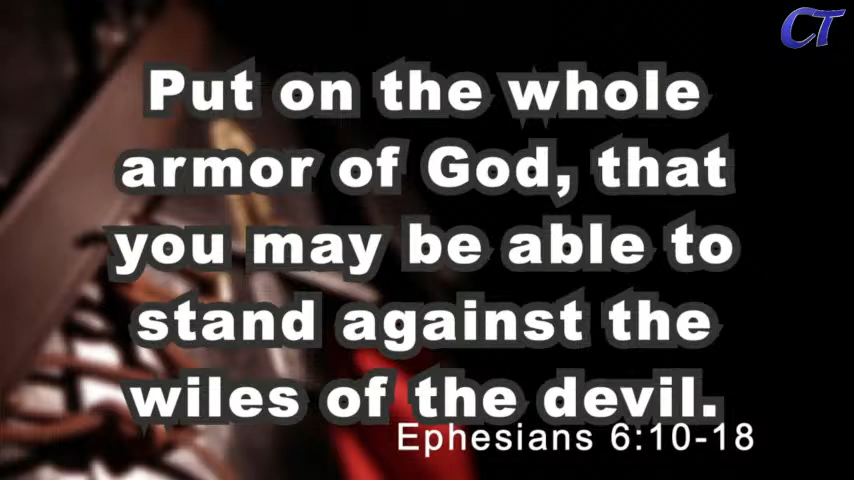 CT
Put on the whole
armor of God, that
you may be able to
stand against the
wiles of the devil.
Ephesians 6:10-18